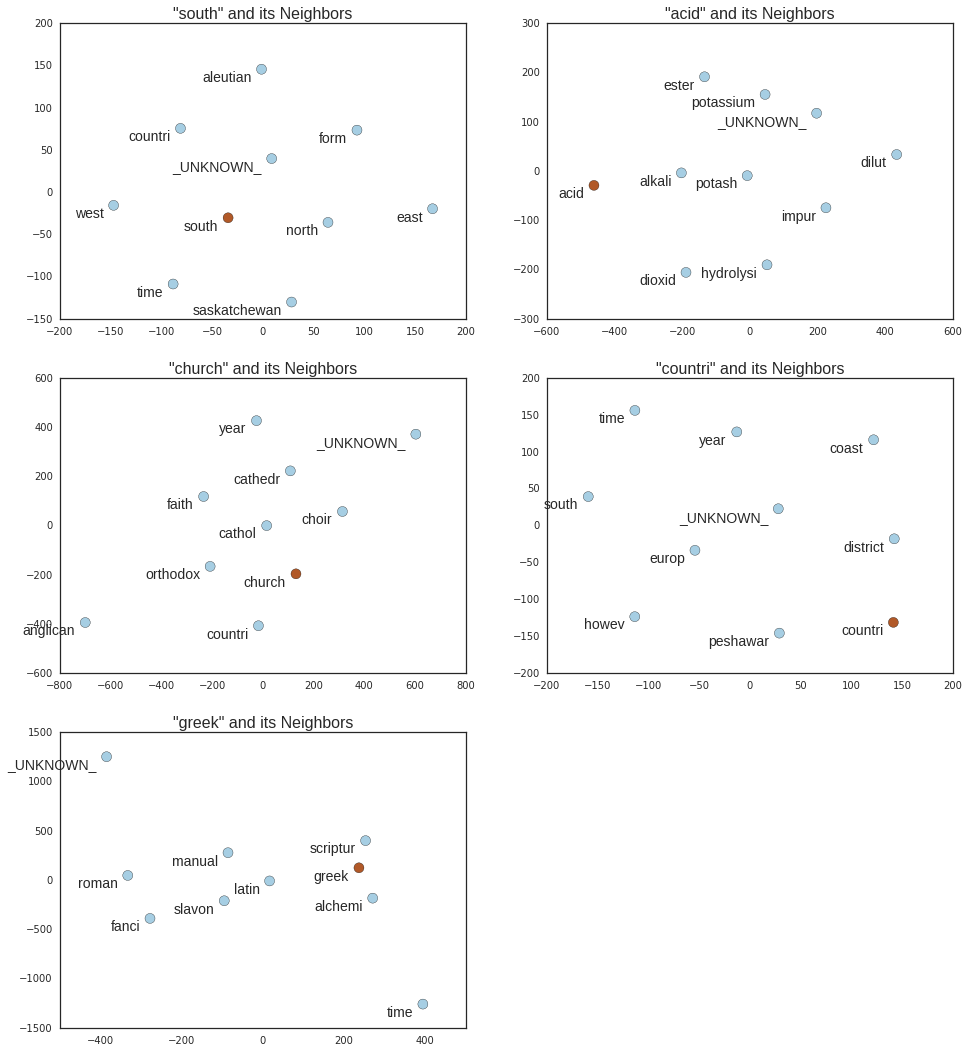 "south" and its Neighbors
200
150
100
50
0
−50
−100
−150
aleutian
countri
form
_UNKNOWN_
west
south
north
east
time
saskatchewan
−200 −150 −100 −50 0 50 100 150 200
"acid" and its Neighbors
300
200
100
0
−100
−200
−300
ester
potassium
_UNKNOWN_
dilut
acid
alkali
potash
impur
dioxid
hydrolysi
−600 −400 −200 0 200 400 600
"church" and its Neighbors
600
400
200
0
−200
−400
−600
year
_UNKNOWN_
cathedr
faith
choir
cathol
orthodox
church
anglican
countri
−800 −600 −400 −200 0 200 400 600 800
"countri" and its Neighbors
200
150
100
50
0
−50
−100
−150
−200
time
year
coast
south
_UNKNOWN_
district
europ
howev
peshawar
countri
−200 −150 −100 −50 0 50 100 150 200
"greek" and its Neighbors
1500
1000
500
0
−500
−1000
−1500
_UNKNOWN_
scriptur
manual
greek
roman
latin
slavon
alchemi
fanci
time
−400 −200 0 200 400